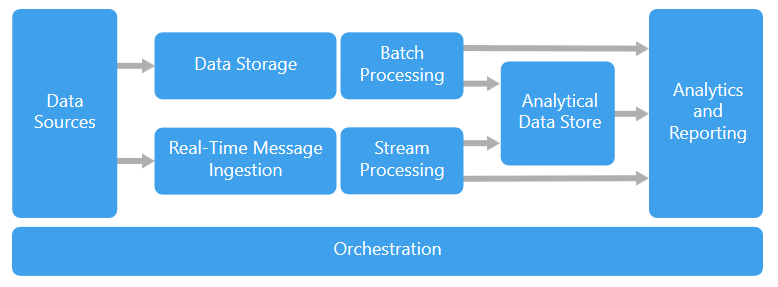 Data
Sources
Data Storage
Batch
Processing
Real-Time Message
Ingestion
Stream
Processing
Analytical
Data Store
Analytics
and
Reporting
Orchestration